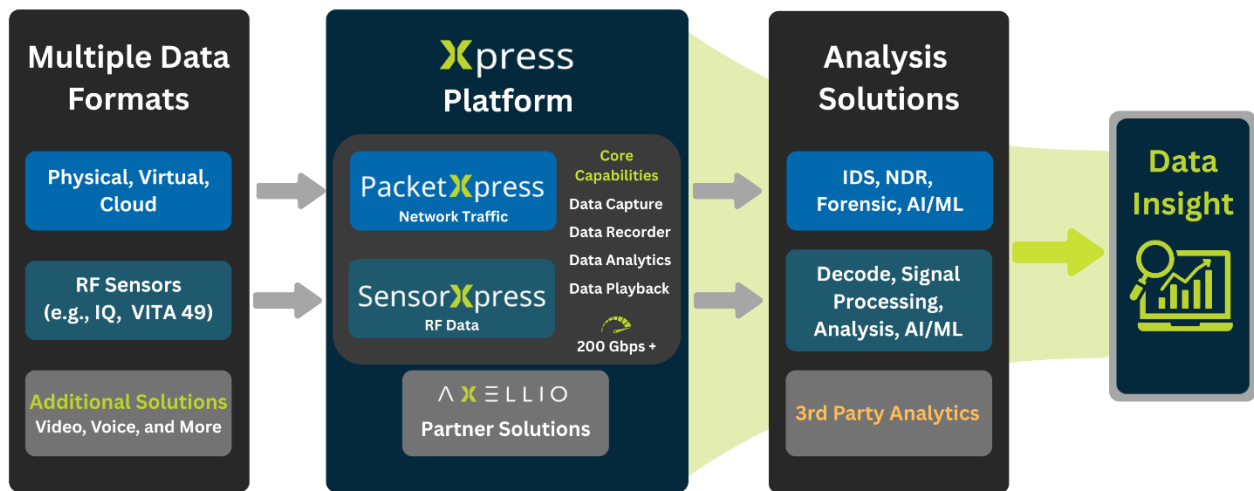 Multiple Data
Formats
Physical, Virtual,
Cloud
RF Sensors
(e.g., IQ, VITA 49)
Additional Solutions
Video, Voice, and More
Xpress
Platform
PacketXpress
Network Traffic
SensorXpress
RF Data
Core
Capabilities
Data Capture
Data Recorder
Data Analytics
Data Playback
200 Gbps +
AXELLIO
Partner Solutions
Analysis
Solutions
IDS, NDR,
Forensic, AI/ML
Decode, Signal
Processing,
Analysis, AI/ML
3rd Party Analytics
Data
Insight